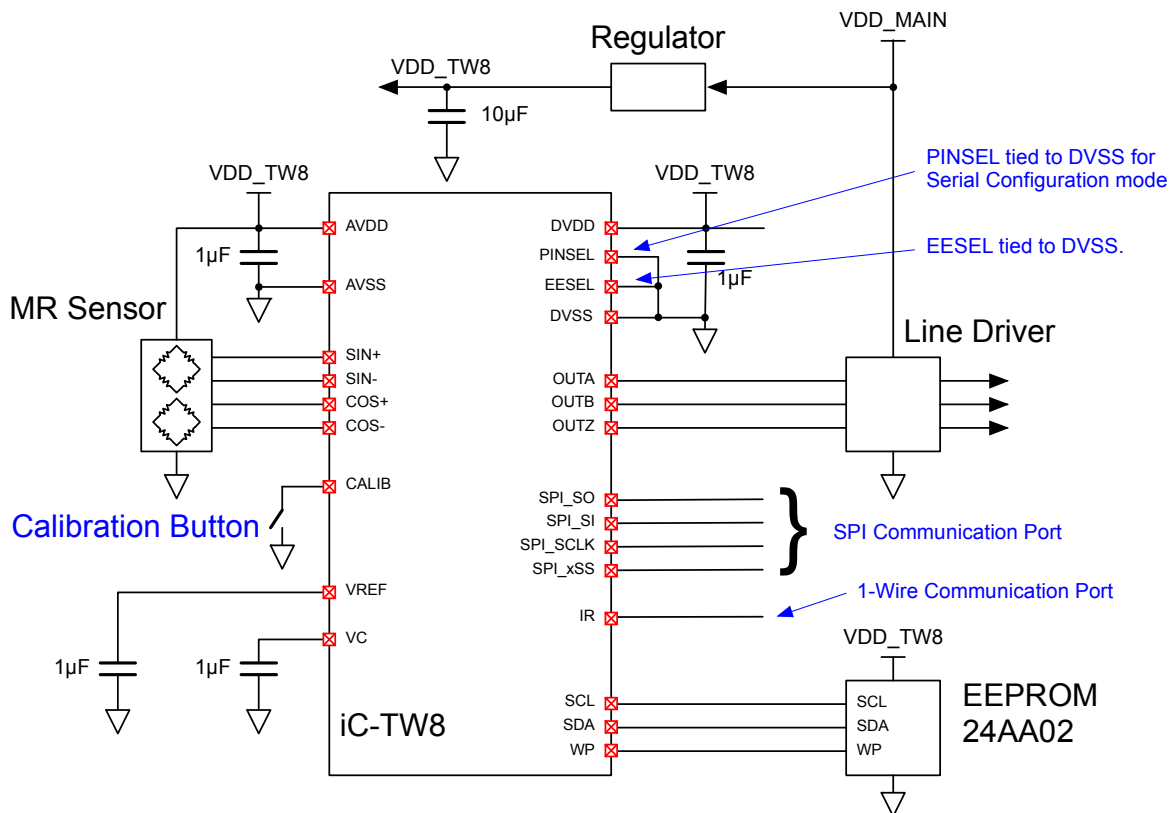 VDD_MAIN
Regulator
VDD_TW8
10µF
PINSEL tied to DVSS for
Serial Configuration mode
VDD_TW8
VDD_TW8
AVDD
DVDD
PINSEL
1µF
EESEL tied to DVSS.
1µF
AVSS
EESEL
DVSS
MR Sensor
Line Driver
SIN+
SIN-
COS+
COS-
OUTA
OUTB
OUTZ
CALIB
Calibration Button
SPI_SO
SPI_SI
SPI_SCLK
SPI_xSS
}
SPI Communication Port
VREF
1-Wire Communication Port
IR
VC
VDD_TW8
1µF
1µF
SCL
SDA
WP
SCL
SDA
WP
EEPROM
24AA02
iC-TW8